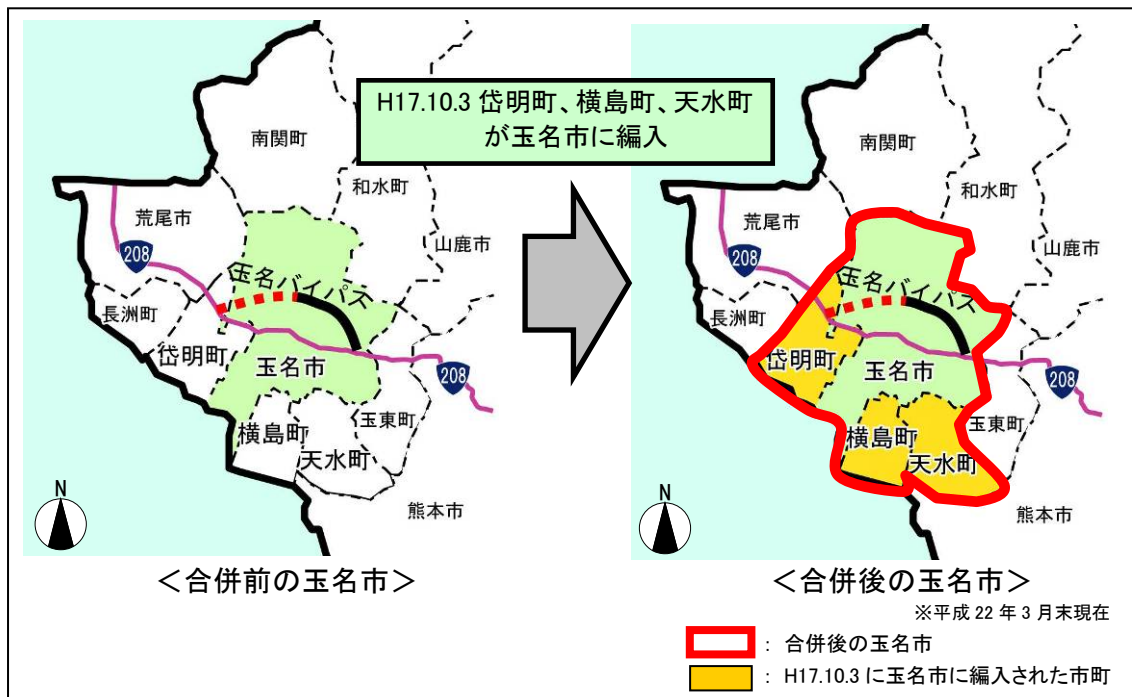 H17.10.3 岱明町、横島町、天水町
が玉名市に編入
南関町
和水町
荒尾市
山鹿市
208
玉名バイパス
長洲町
岱明町
玉名市
208
玉東町
横島町
天水町
N
熊本市
<合併前の玉名市>
南関町
和水町
荒尾市
山鹿市
208
玉名バイパス
長洲町
岱明町
玉名市
208
玉東町
横島町
天水町
N
熊本市
<合併後の玉名市>
※平成 22 年 3 月末現在
: 合併後の玉名市
: H17.10.3 に玉名市に編入された市町